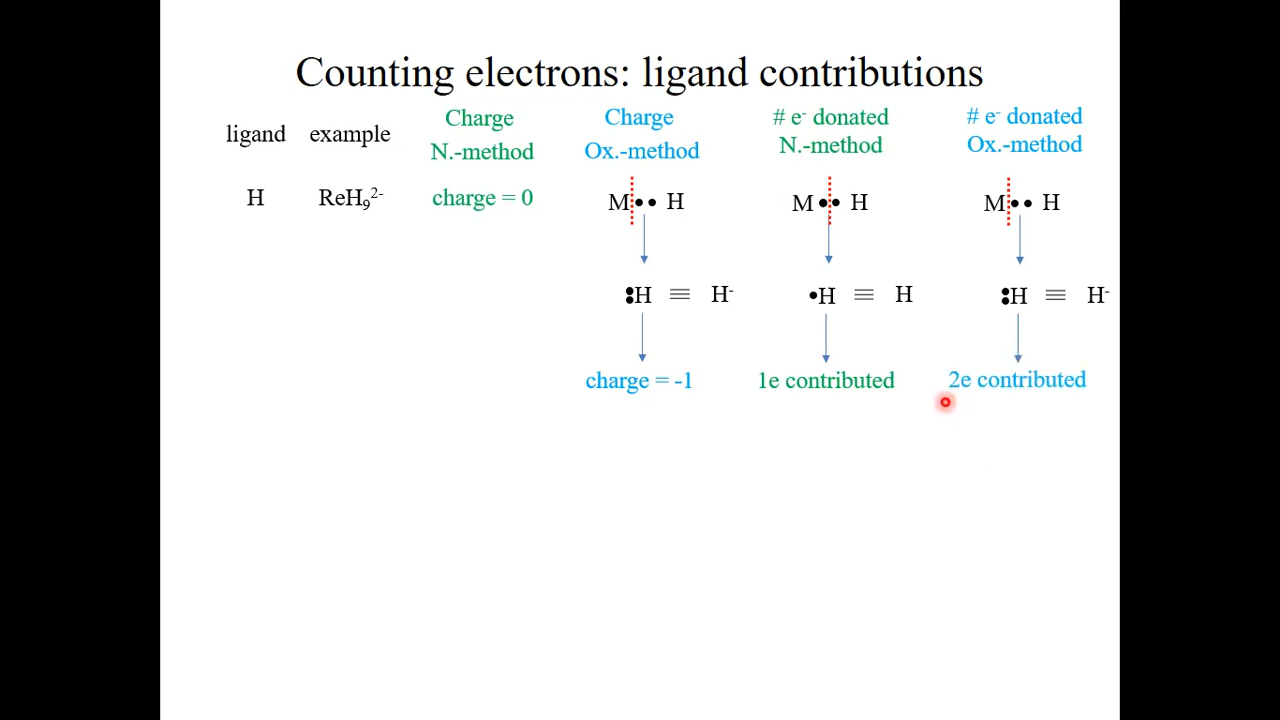 Counting electrons: ligand contributions
ligand example Charge N.-method Charge Ox.-method # e⁻ donated N.-method # e⁻ donated Ox.-method
H ReH₉²⁻ charge = 0 M •• H M •• H M •• H
:H ≡ H⁻ •H ≡ H :H ≡ H⁻
charge = -1 1e contributed 2e contributed